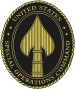 UNITED STATES
SPECIAL OPERATIONS COMMAND